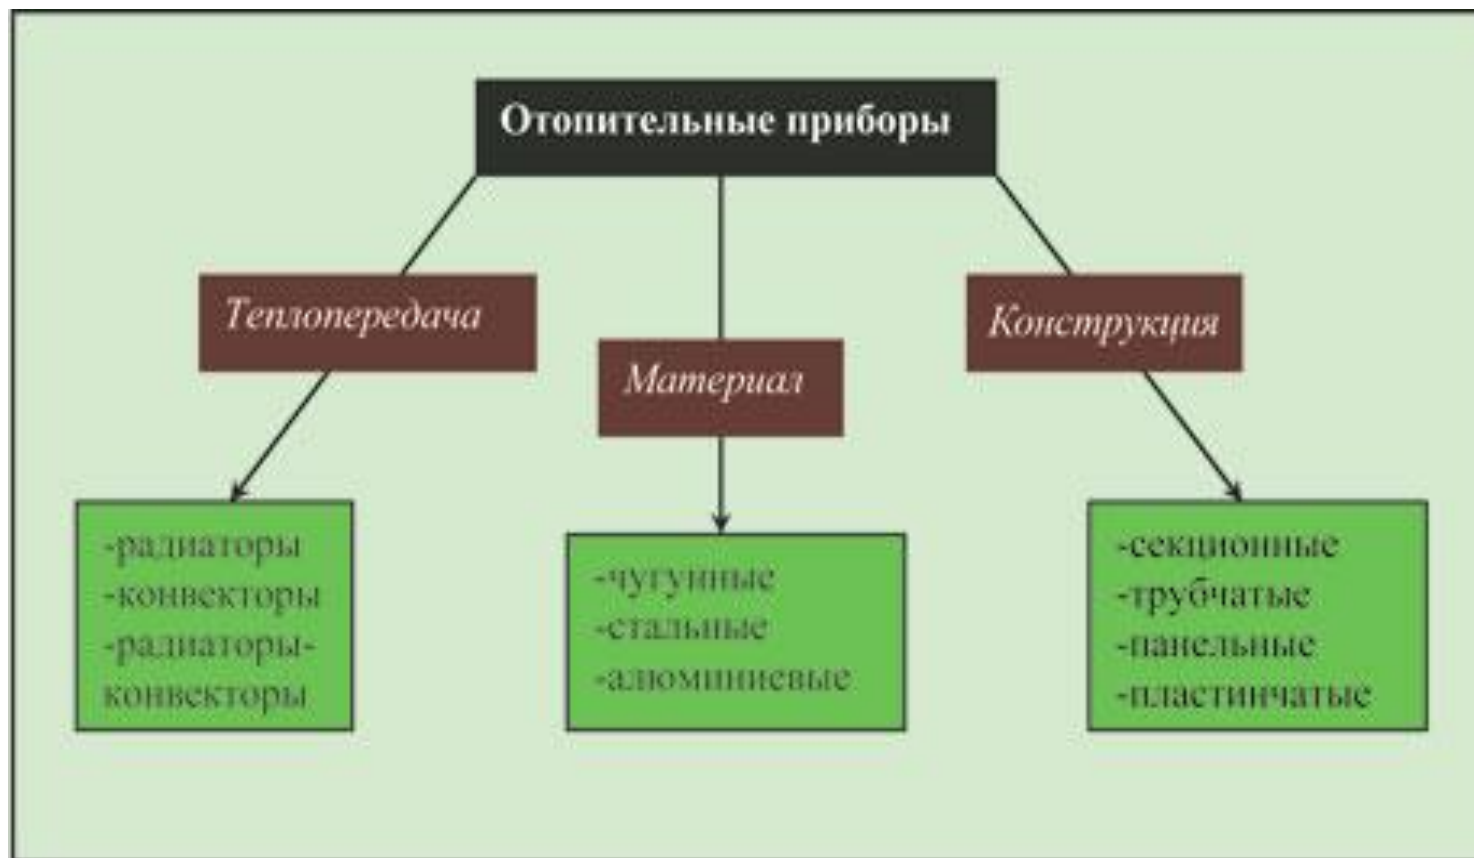 Отопительные приборы
Теплопередача
Материал
Конструкция
-радиаторы
-конвекторы
-радиаторы-
конвекторы
-чугунные
-стальные
-алюминиевые
-секционные
-трубчатые
-панельные
-пластинчатые